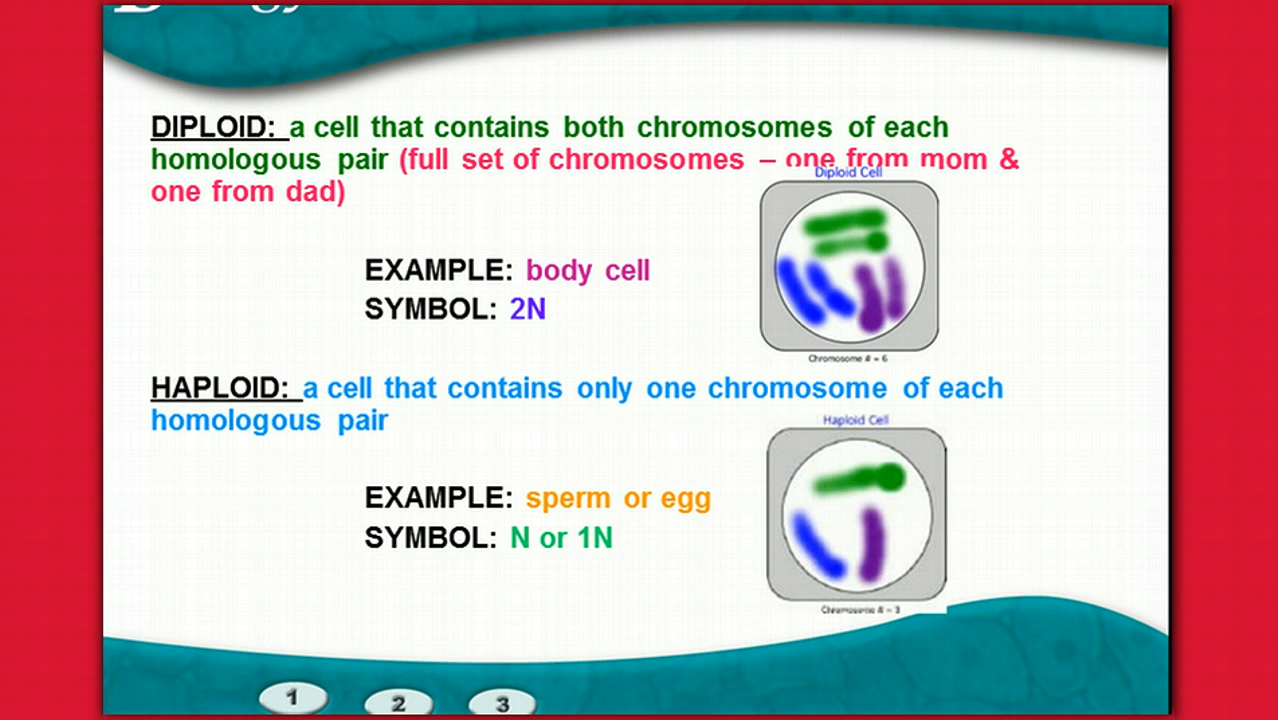 DIPLOID: a cell that contains both chromosomes of each
homologous pair (full set of chromosomes – one from mom &
one from dad)
Diploid Cell
EXAMPLE: body cell
SYMBOL: 2N
Chromosome # = 6
HAPLOID: a cell that contains only one chromosome of each
homologous pair
Haploid Cell
EXAMPLE: sperm or egg
SYMBOL: N or 1N
Chromosome # = 3
1 2 3